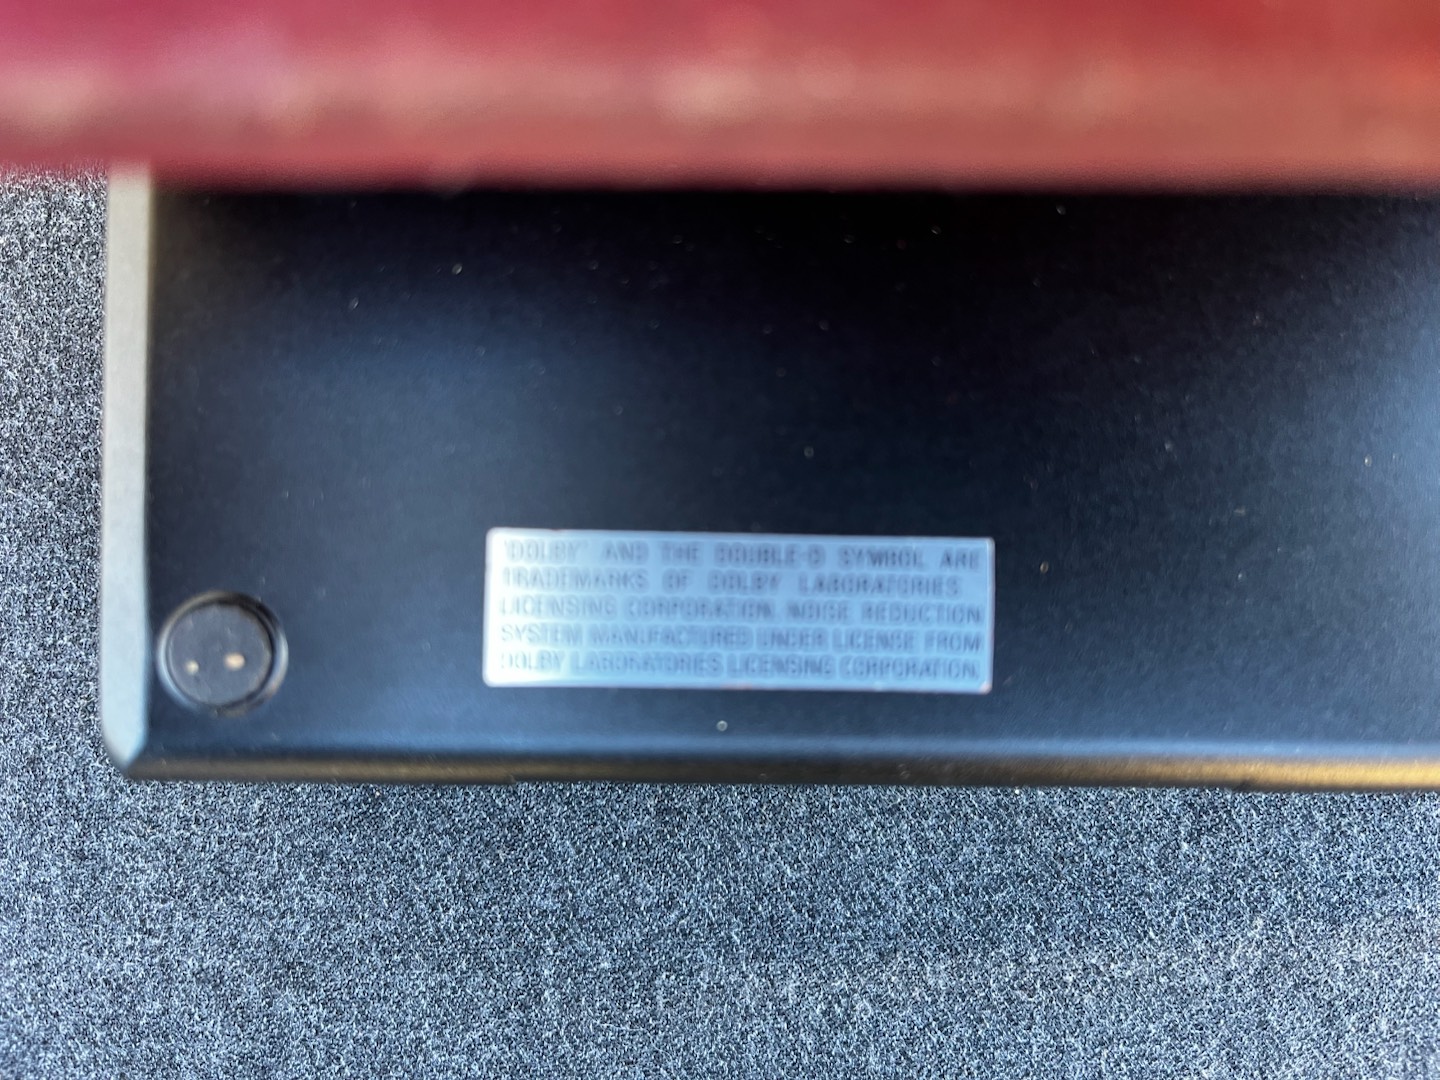 'DOLBY' AND THE DOUBLE-D SYMBOL ARE
TRADEMARKS OF DOLBY LABORATORIES
LICENSING CORPORATION. NOISE REDUCTION
SYSTEM MANUFACTURED UNDER LICENSE FROM
DOLBY LABORATORIES LICENSING CORPORATION.